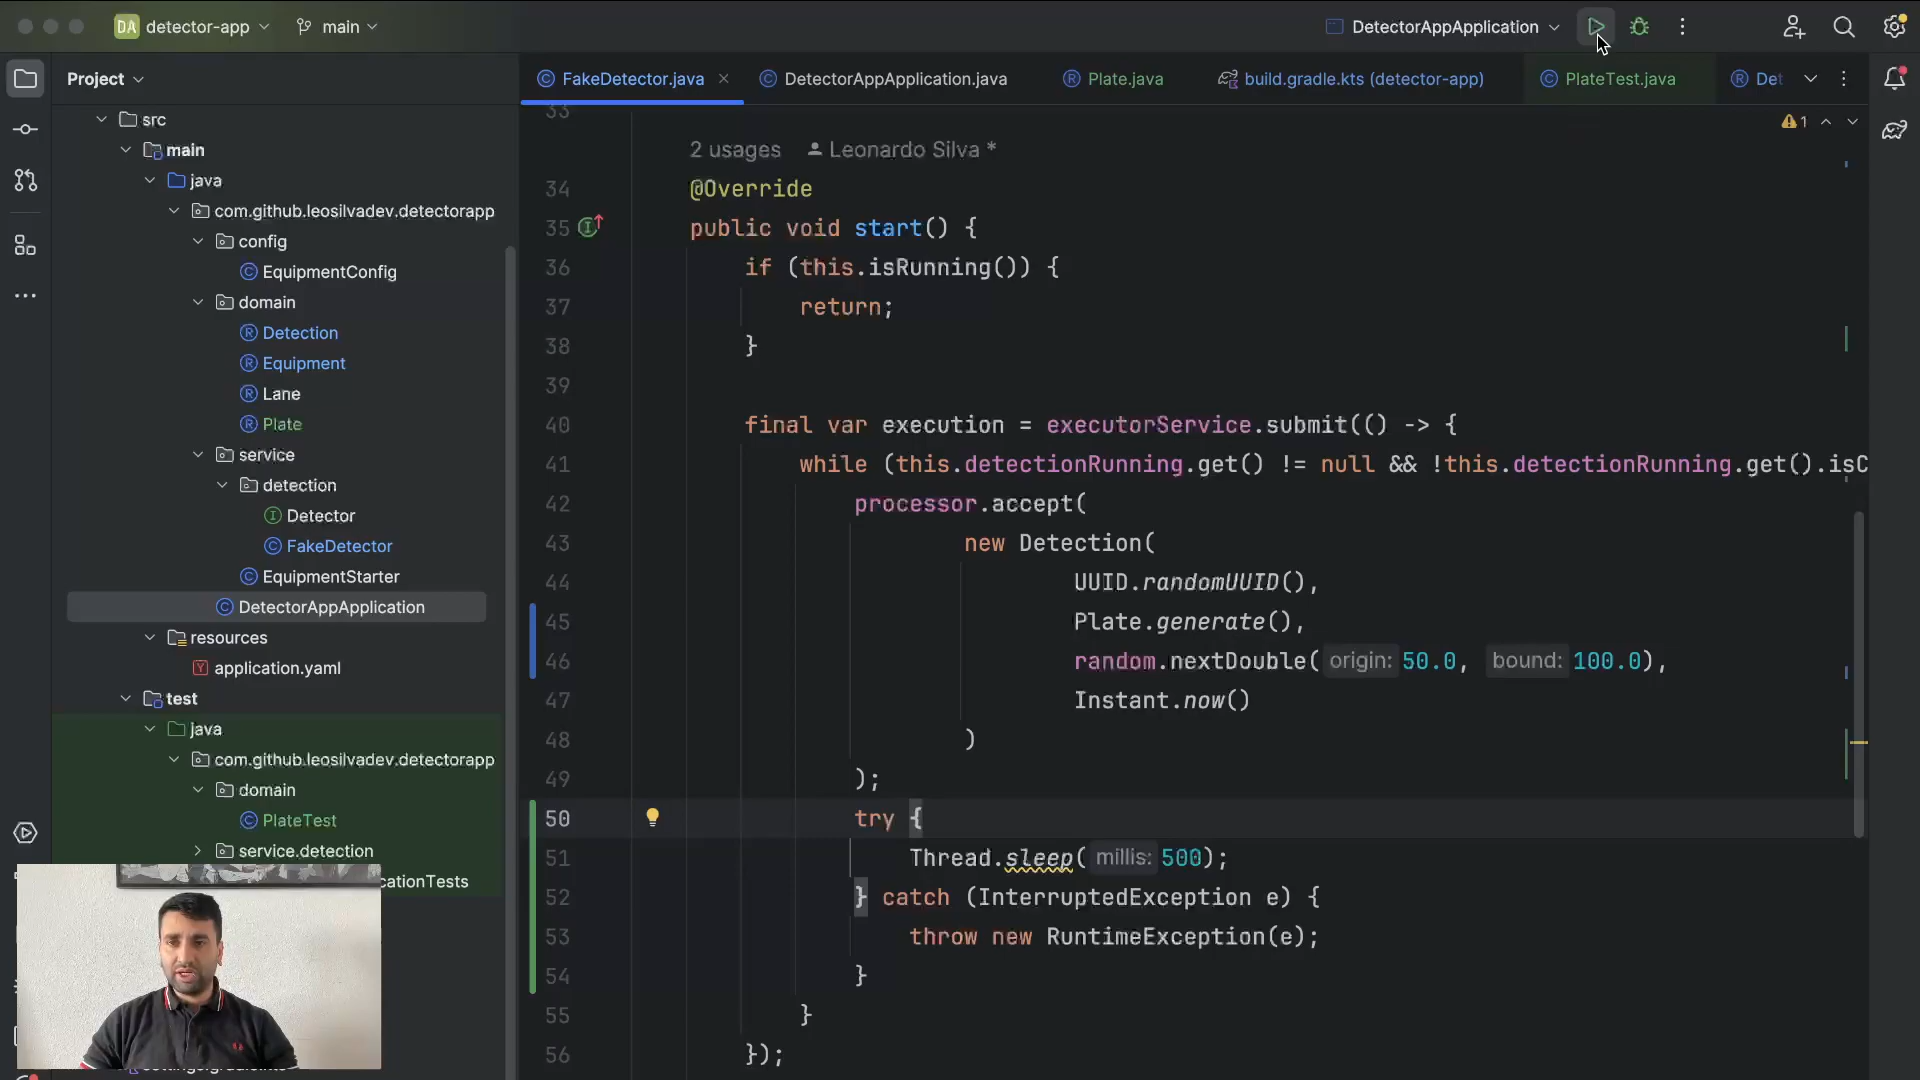 DA detector-app main DetectorAppApplication
Project
FakeDetector.java DetectorAppApplication.java Plate.java build.gradle.kts (detector-app) PlateTest.java Det
src
main
java
com.github.leosilvadev.detectorapp
config
EquipmentConfig
domain
Detection
Equipment
Lane
Plate
service
detection
Detector
FakeDetector
EquipmentStarter
DetectorAppApplication
resources
application.yaml
test
java
com.github.leosilvadev.detectorapp
domain
PlateTest
service.detection
cationTests
1
33
2 usages Leonardo Silva *
34 @Override
35 public void start() {
36 if (this.isRunning()) {
37 return;
38 }
39
40 final var execution = executorService.submit(() -> {
41 while (this.detectionRunning.get() != null && !this.detectionRunning.get().isC
42 processor.accept(
43 new Detection(
44 UUID.randomUUID(),
45 Plate.generate(),
46 random.nextDouble( origin: 50.0, bound: 100.0),
47 Instant.now()
48 )
49 );
50 try {
51 Thread.sleep( millis: 500);
52 } catch (InterruptedException e) {
53 throw new RuntimeException(e);
54 }
55 }
56 });